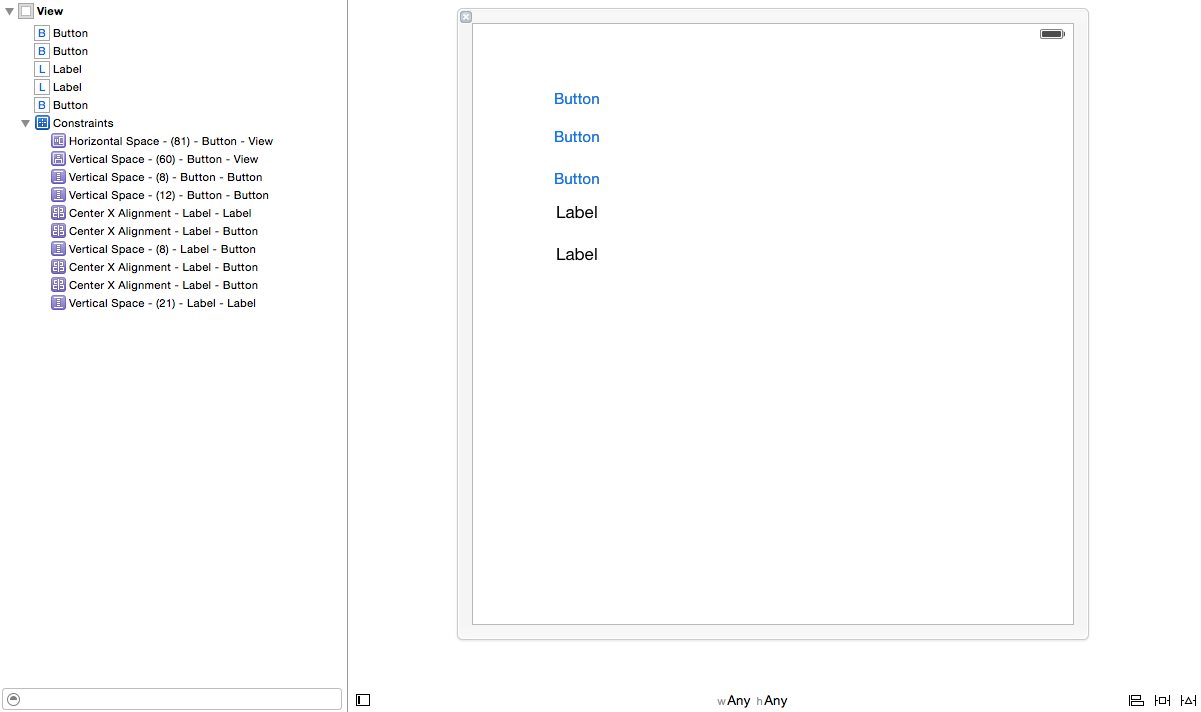 View
B Button
B Button
L Label
L Label
B Button
Constraints
Horizontal Space - (81) - Button - View
Vertical Space - (60) - Button - View
Vertical Space - (8) - Button - Button
Vertical Space - (12) - Button - Button
Center X Alignment - Label - Label
Center X Alignment - Label - Button
Vertical Space - (8) - Label - Button
Center X Alignment - Label - Button
Center X Alignment - Label - Button
Vertical Space - (21) - Label - Label
Button
Button
Button
Label
Label
wAny hAny